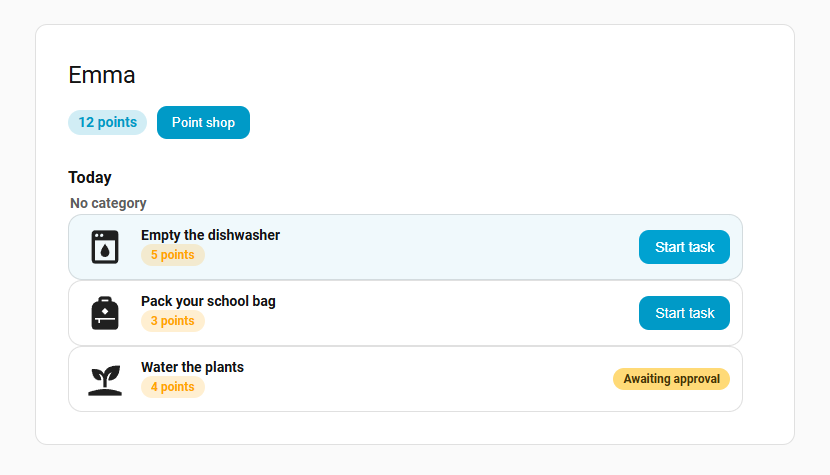 Emma
12 points
Point shop
Today
No category
Empty the dishwasher
5 points
Start task
Pack your school bag
3 points
Start task
Water the plants
4 points
Awaiting approval